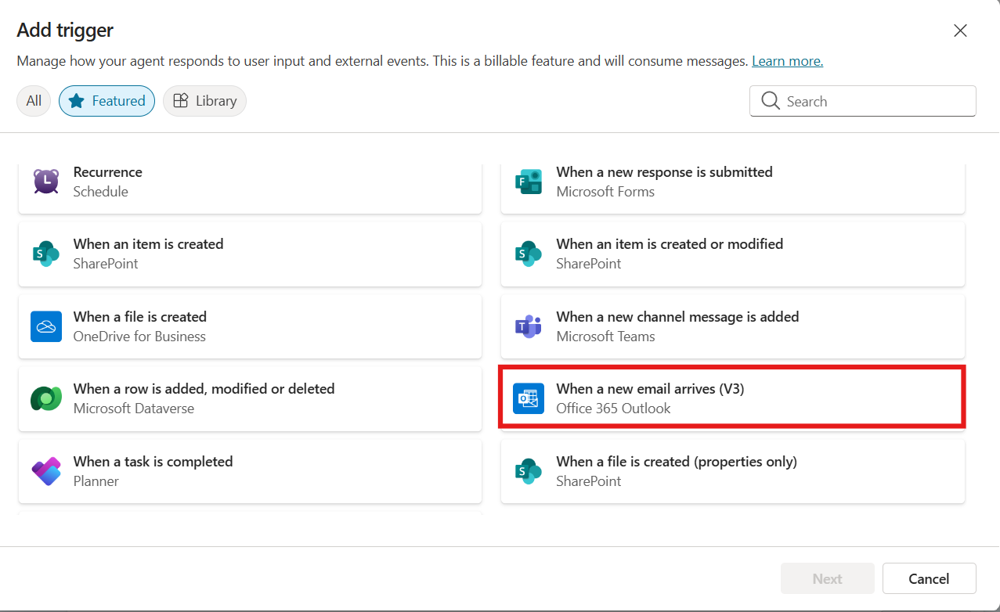 Add trigger
Manage how your agent responds to user input and external events. This is a billable feature and will consume messages. Learn more.
All
Featured
Library
Search
Recurrence
Schedule
When a new response is submitted
Microsoft Forms
When an item is created
SharePoint
When an item is created or modified
SharePoint
When a file is created
OneDrive for Business
When a new channel message is added
Microsoft Teams
When a row is added, modified or deleted
Microsoft Dataverse
When a new email arrives (V3)
Office 365 Outlook
When a task is completed
Planner
When a file is created (properties only)
SharePoint
Next
Cancel